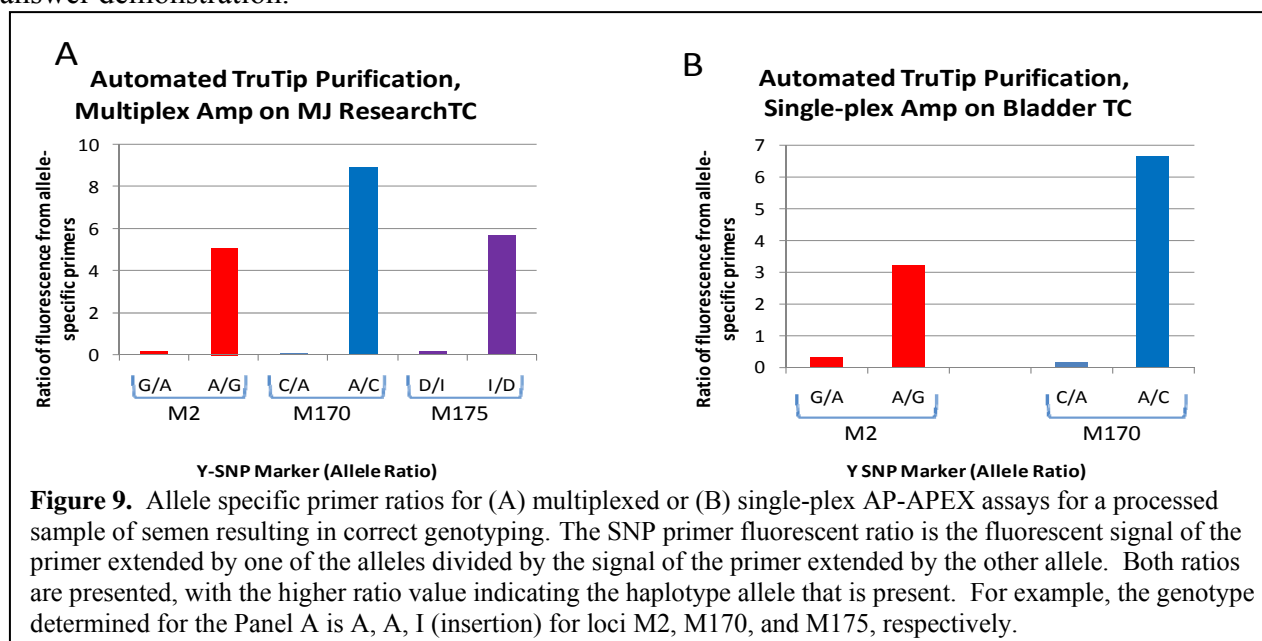 answer demonstration.
A
Automated TruTip Purification,
Multiplex Amp on MJ ResearchTC
Ratio of fluorescence from allele-
specific primers
10
8
6
4
2
0
G/A A/G C/A A/C D/I I/D
M2 M170 M175
Y-SNP Marker (Allele Ratio)
B
Automated TruTip Purification,
Single-plex Amp on Bladder TC
Ratio of fluorescence from allele-
specific primers
7
6
5
4
3
2
1
0
G/A A/G C/A A/C
M2 M170
Y SNP Marker (Allele Ratio)
Figure 9. Allele specific primer ratios for (A) multiplexed or (B) single-plex AP-APEX assays for a processed
sample of semen resulting in correct genotyping. The SNP primer fluorescent ratio is the fluorescent signal of the
primer extended by one of the alleles divided by the signal of the primer extended by the other allele. Both ratios
are presented, with the higher ratio value indicating the haplotype allele that is present. For example, the genotype
determined for the Panel A is A, A, I (insertion) for loci M2, M170, and M175, respectively.